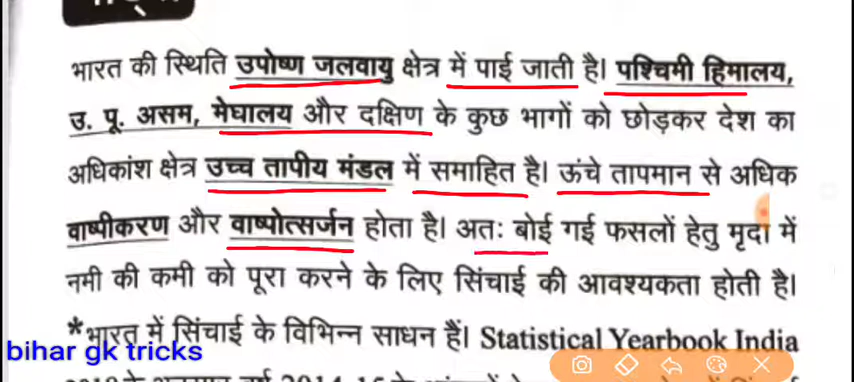 भारत की स्थिति उपोष्ण जलवायु क्षेत्र में पाई जाती है। पश्चिमी हिमालय,
उ. पू. असम, मेघालय और दक्षिण के कुछ भागों को छोड़कर देश का
अधिकांश क्षेत्र उच्च तापीय मंडल में समाहित है। ऊंचे तापमान से अधिक
वाष्पीकरण और वाष्पोत्सर्जन होता है। अतः बोई गई फसलों हेतु मृदा में
नमी की कमी को पूरा करने के लिए सिंचाई की आवश्यकता होती है।
*भारत में सिंचाई के विभिन्न साधन हैं। Statistical Yearbook India
bihar gk tricks